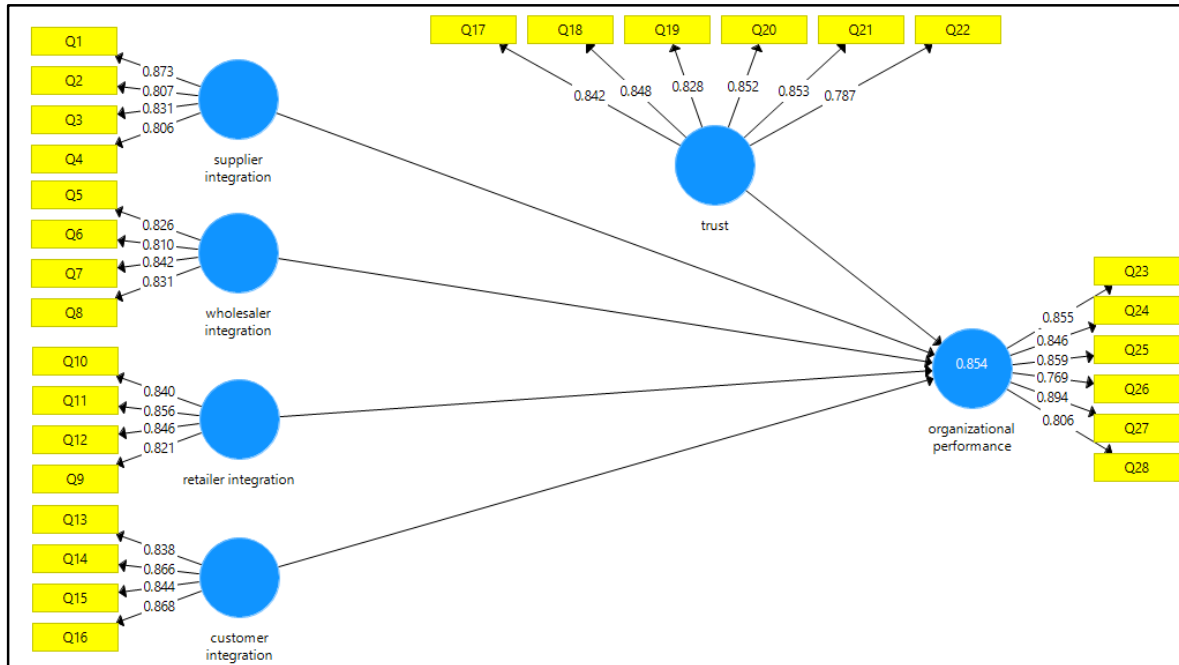 Q17
Q18
Q19
Q20
Q21
Q22
0.842
0.848
0.828
0.852
0.853
0.787
trust
Q1
Q2
Q3
Q4
0.873
0.807
0.831
0.806
supplier
integration
Q5
Q6
Q7
Q8
0.826
0.810
0.842
0.831
wholesaler
integration
Q10
Q11
Q12
Q9
0.840
0.856
0.846
0.821
retailer integration
Q13
Q14
Q15
Q16
0.838
0.866
0.844
0.868
customer
integration
0.854
organizational
performance
0.855
0.846
0.859
0.769
0.894
0.806
Q23
Q24
Q25
Q26
Q27
Q28